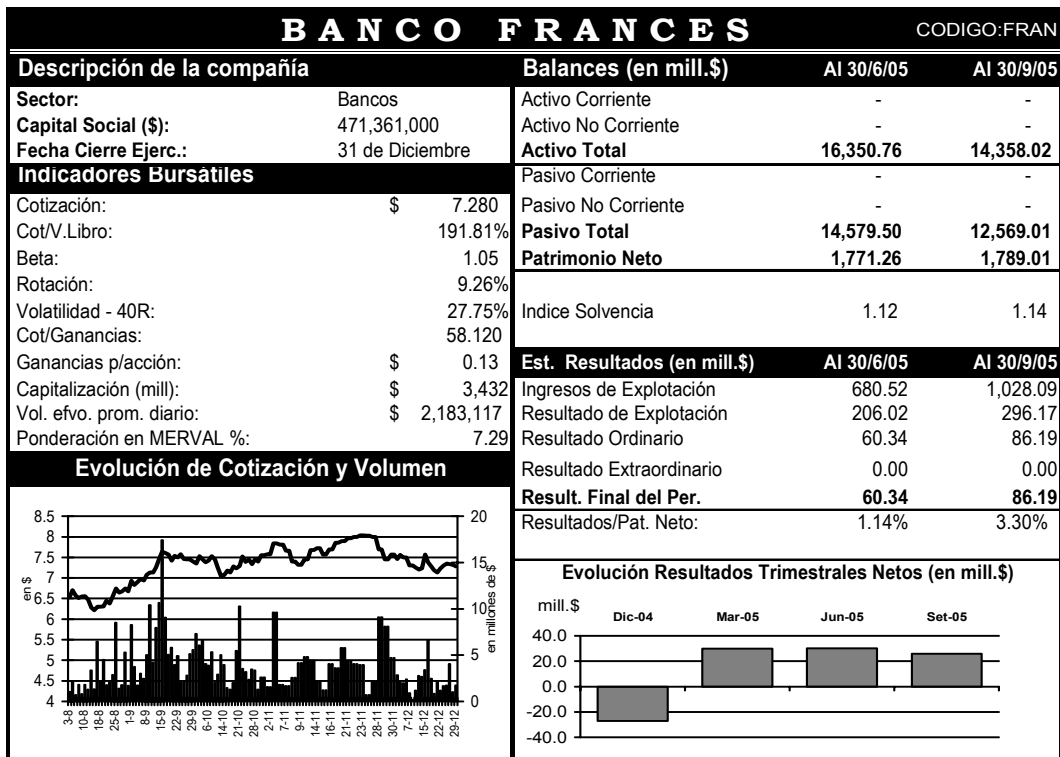 BANCO FRANCES
CODIGO:FRAN
Descripción de la compañía
Sector: Bancos
Capital Social ($): 471,361,000
Fecha Cierre Ejerc.: 31 de Diciembre
Indicadores Bursátiles
Cotización: $ 7.280
Cot/V.Libro: 191.81%
Beta: 1.05
Rotación: 9.26%
Volatilidad - 40R: 27.75%
Cot/Ganancias: 58.120
Ganancias p/acción: $ 0.13
Capitalización (mill): $ 3,432
Vol. efvo. prom. diario: $ 2,183,117
Ponderación en MERVAL %: 7.29
Evolución de Cotización y Volumen
8.5
8
7.5
7
6.5
6
5.5
5
4.5
4
en $
20
15
10
5
0
en millones de $
3-8 10-8 18-8 25-8 1-9 8-9 15-9 22-9 29-9 6-10 14-10 21-10 28-10 2-11 7-11 9-11 14-11 16-11 21-11 23-11 28-11 30-11 7-12 15-12 22-12 29-12
Balances (en mill.$) Al 30/6/05 Al 30/9/05
Activo Corriente - -
Activo No Corriente - -
Activo Total 16,350.76 14,358.02
Pasivo Corriente - -
Pasivo No Corriente - -
Pasivo Total 14,579.50 12,569.01
Patrimonio Neto 1,771.26 1,789.01
Indice Solvencia 1.12 1.14
Est. Resultados (en mill.$) Al 30/6/05 Al 30/9/05
Ingresos de Explotación 680.52 1,028.09
Resultado de Explotación 206.02 296.17
Resultado Ordinario 60.34 86.19
Resultado Extraordinario 0.00 0.00
Result. Final del Per. 60.34 86.19
Resultados/Pat. Neto: 1.14% 3.30%
Evolución Resultados Trimestrales Netos (en mill.$)
mill.$
Dic-04 Mar-05 Jun-05 Set-05
40.0
20.0
0.0
-20.0
-40.0